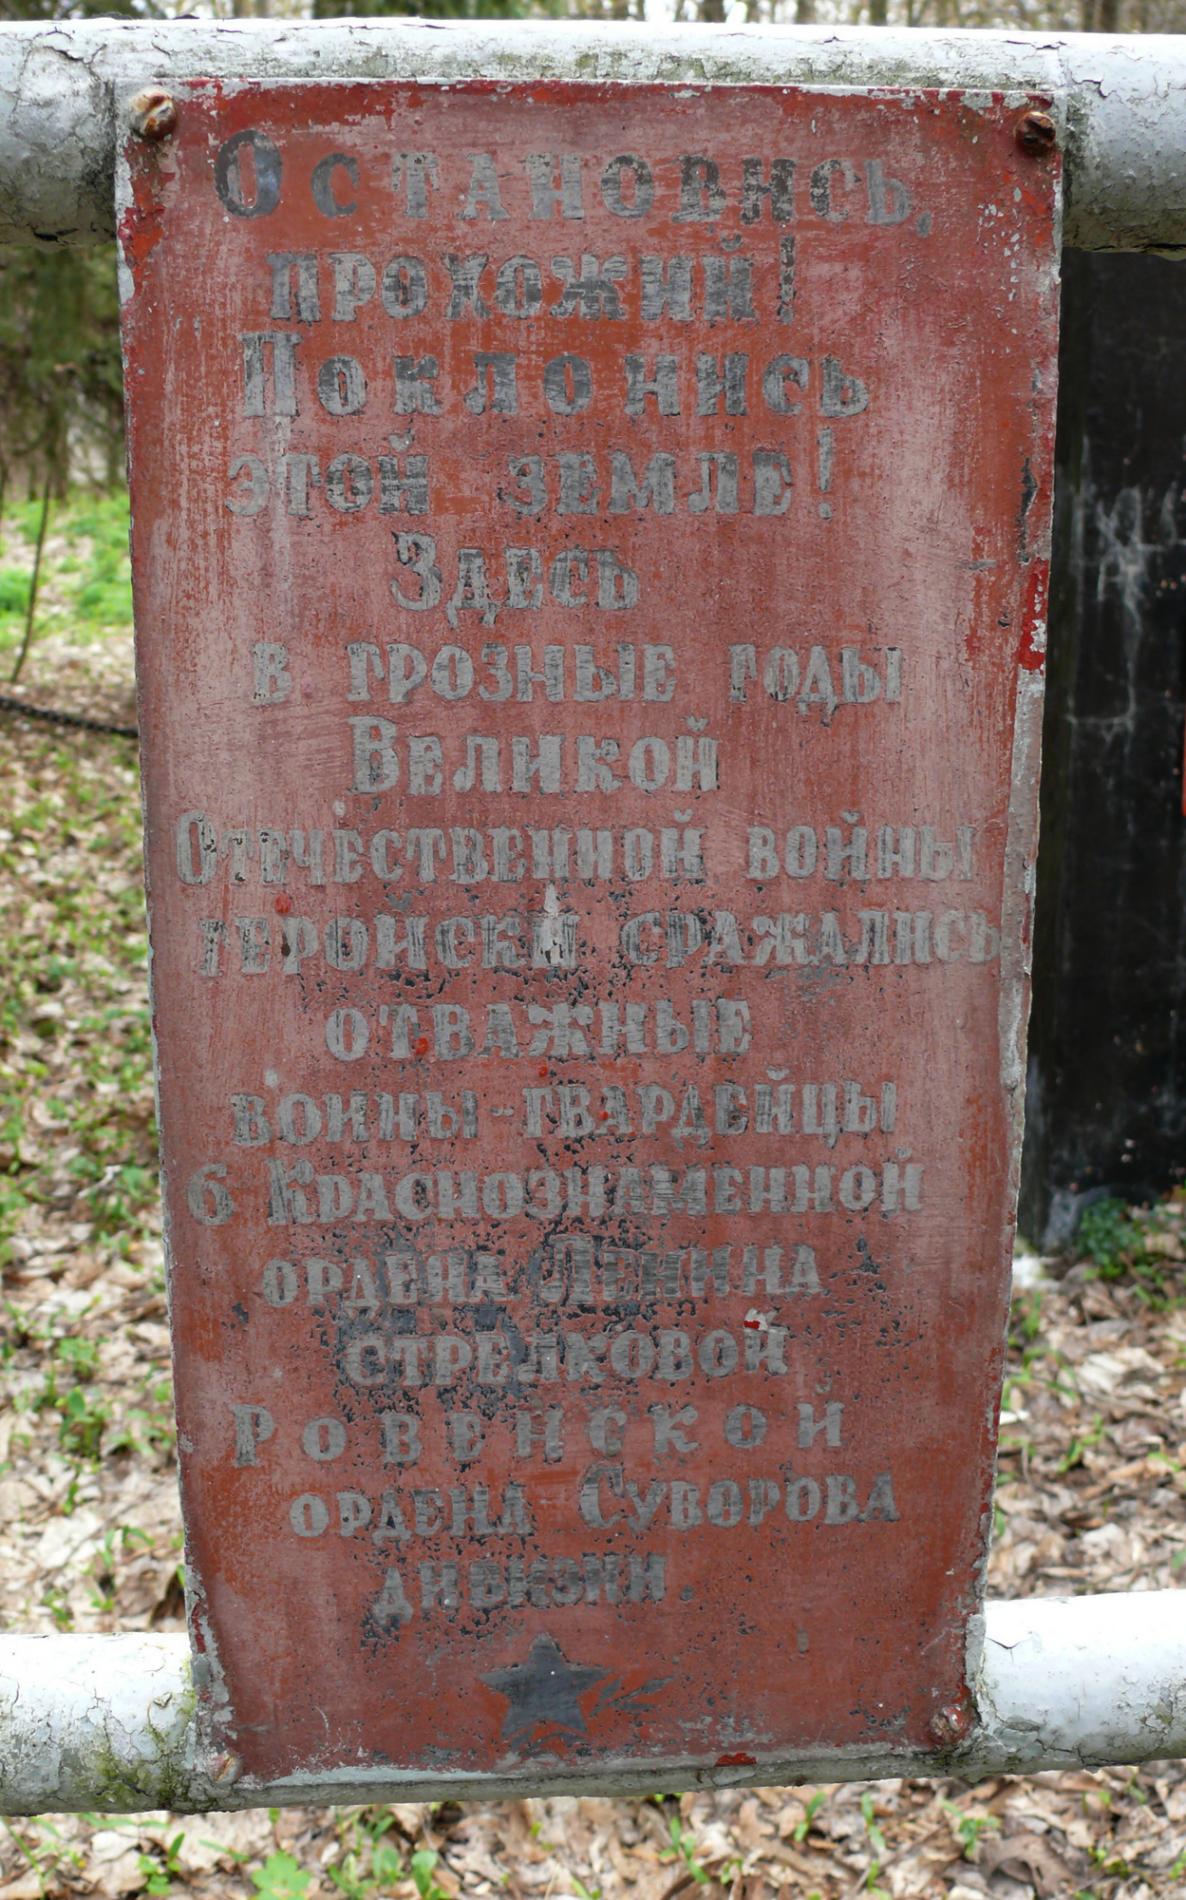 Остановись,
прохожий!
Поклонись
этой земле!
Здесь
в грозные годы
Великой
Отечественной войны
геройски сражались
отважные
воины-гвардейцы
6 Краснознаменной
ордена Ленина
стрелковой
Ровенской
ордена Суворова
дивизии.